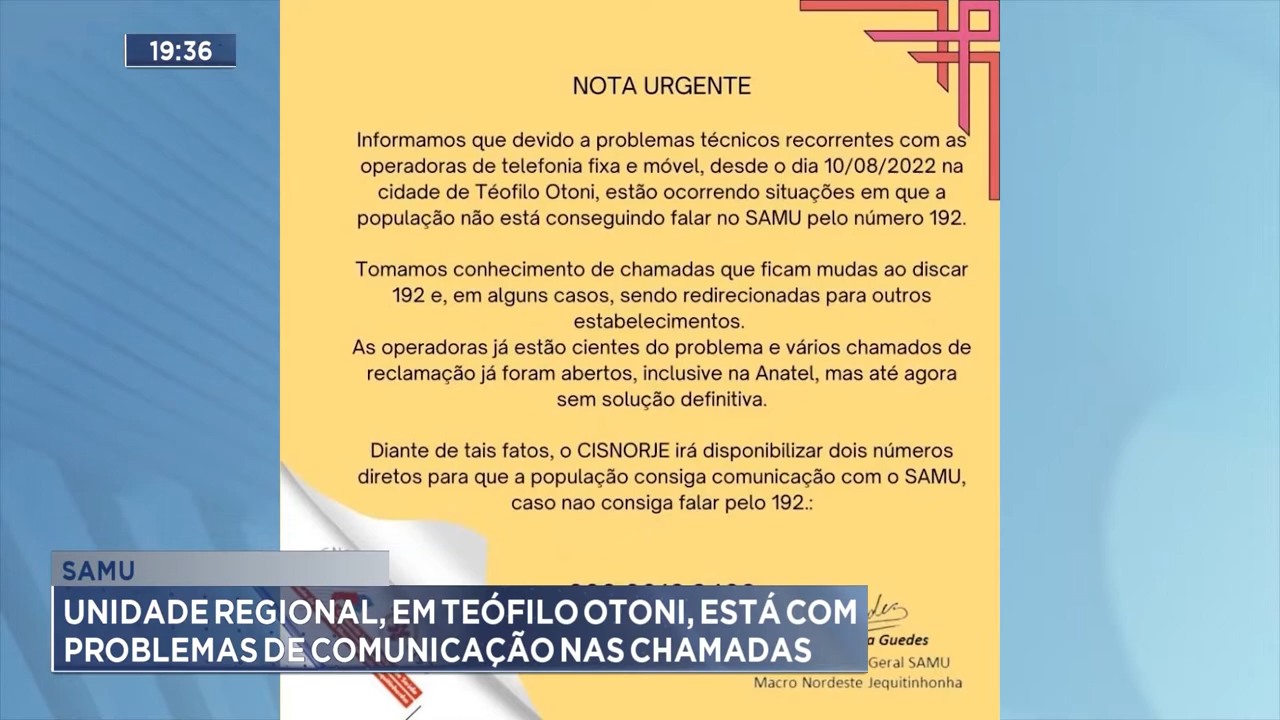 19:36
NOTA URGENTE
Informamos que devido a problemas técnicos recorrentes com as
operadoras de telefonia fixa e móvel, desde o dia 10/08/2022 na
cidade de Téofilo Otoni, estão ocorrendo situações em que a
população não está conseguindo falar no SAMU pelo número 192.
Tomamos conhecimento de chamadas que ficam mudas ao discar
192 e, em alguns casos, sendo redirecionadas para outros
estabelecimentos.
As operadoras já estão cientes do problema e vários chamados de
reclamação já foram abertos, inclusive na Anatel, mas até agora
sem solução definitiva.
Diante de tais fatos, o CISNORJE irá disponibilizar dois números
diretos para que a população consiga comunicação com o SAMU,
caso nao consiga falar pelo 192.:
SAMU
UNIDADE REGIONAL, EM TEÓFILO OTONI, ESTÁ COM
PROBLEMAS DE COMUNICAÇÃO NAS CHAMADAS
Guedes
Geral SAMU
Macro Nordeste Jequitinhonha